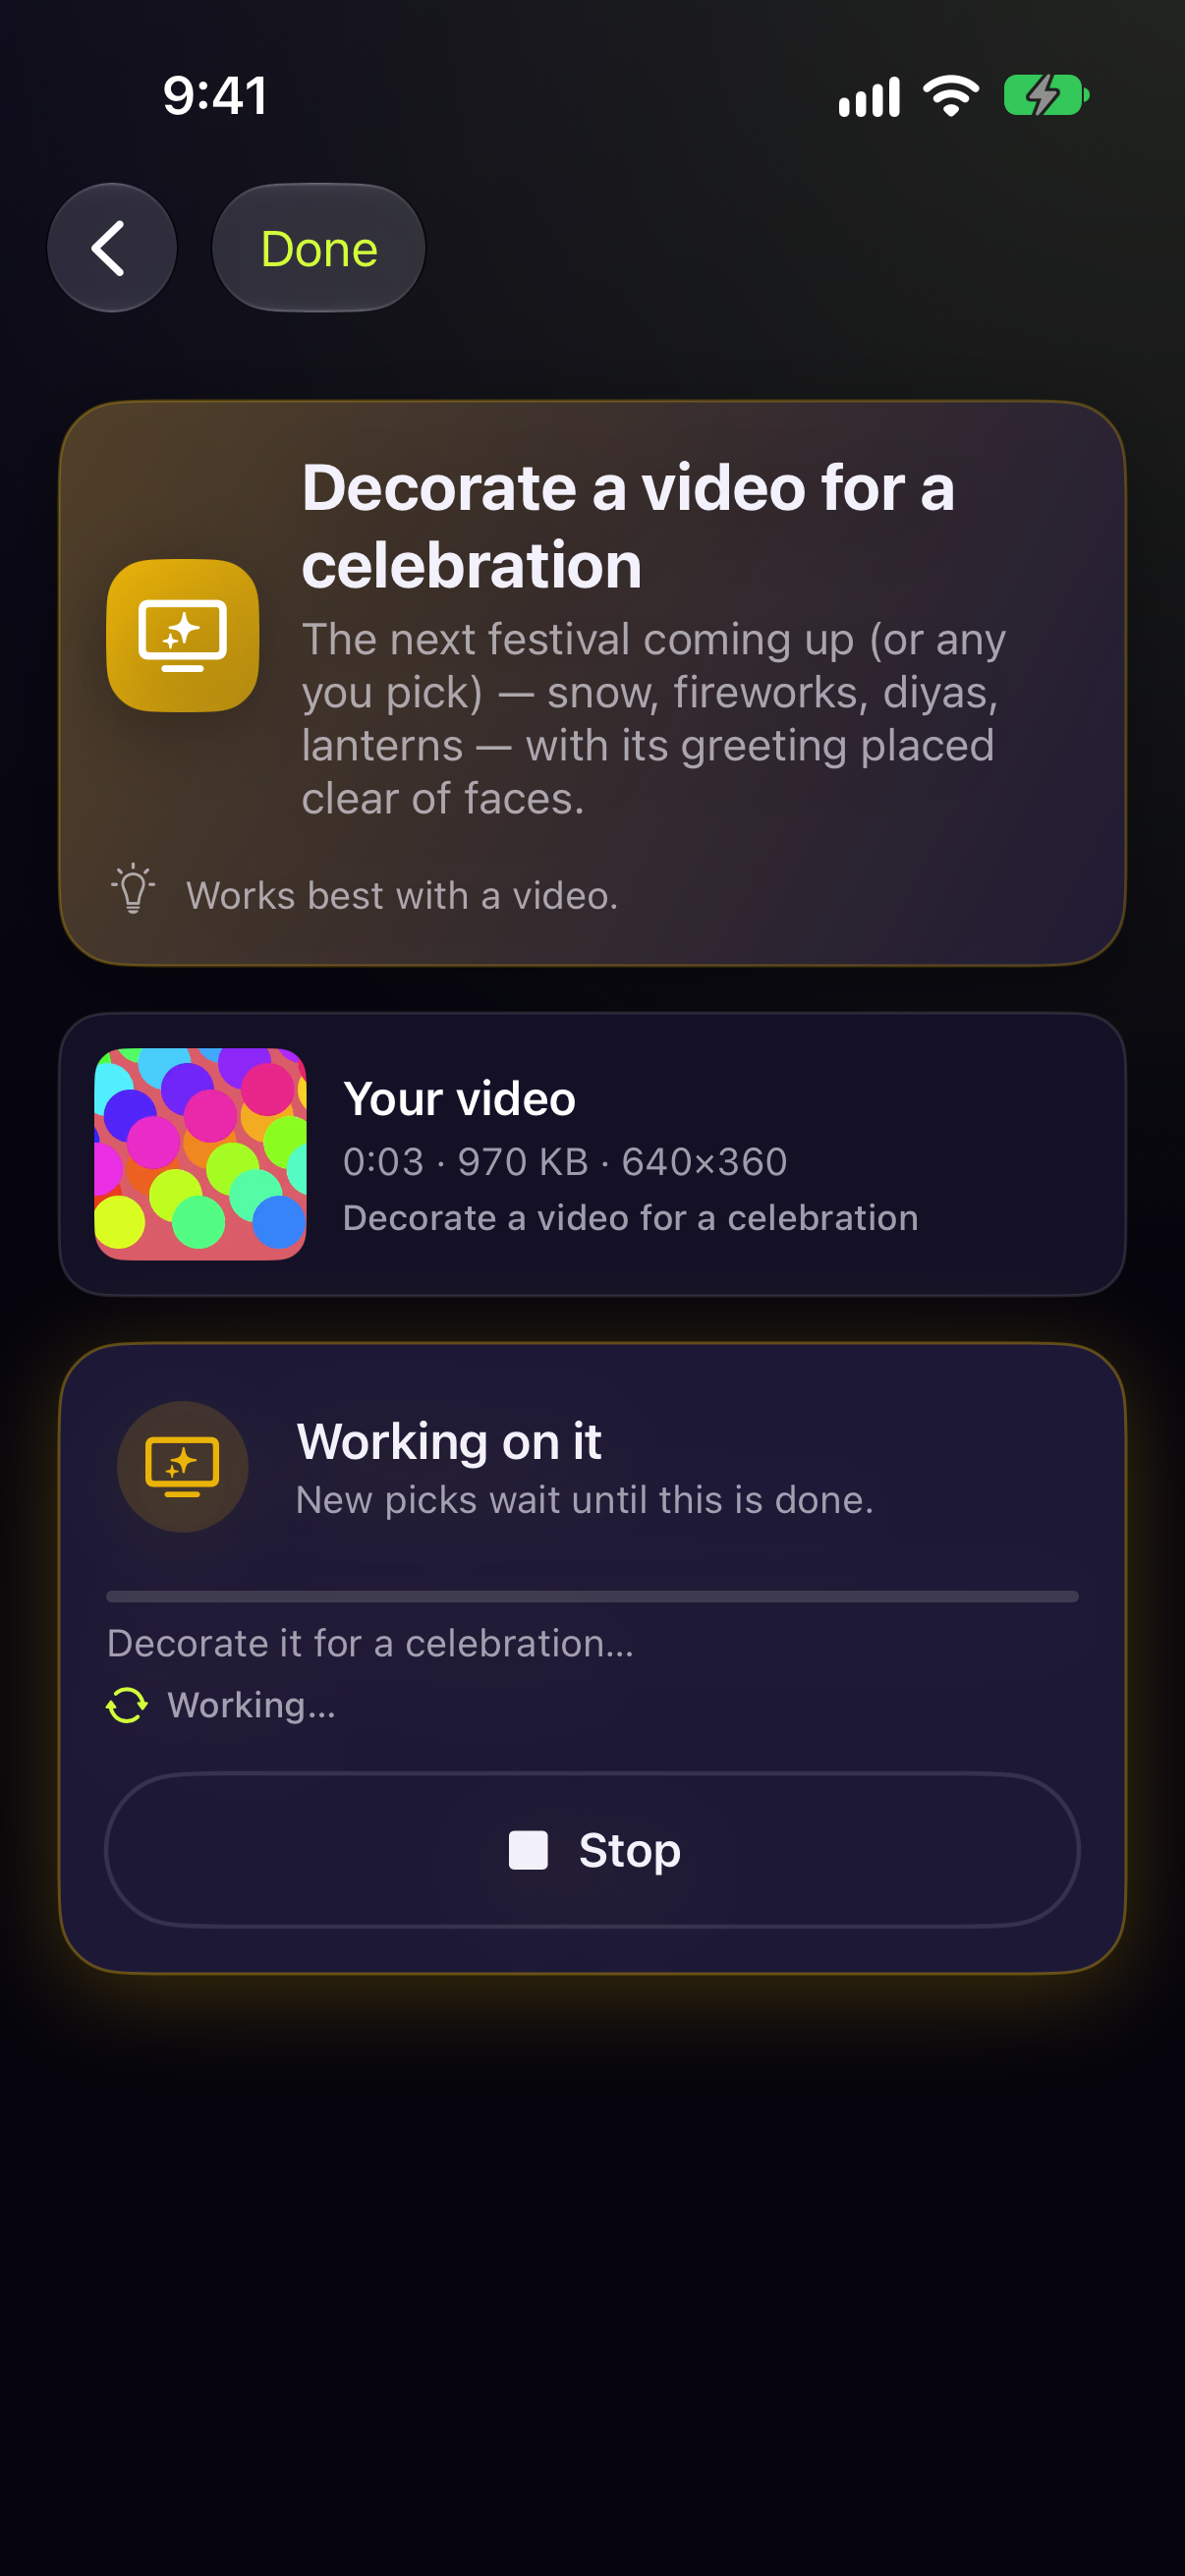 9:41
Done
Decorate a video for a
celebration
The next festival coming up (or any
you pick) — snow, fireworks, diyas,
lanterns — with its greeting placed
clear of faces.
Works best with a video.
Your video
0:03 · 970 KB · 640×360
Decorate a video for a celebration
Working on it
New picks wait until this is done.
Decorate it for a celebration...
Working...
Stop